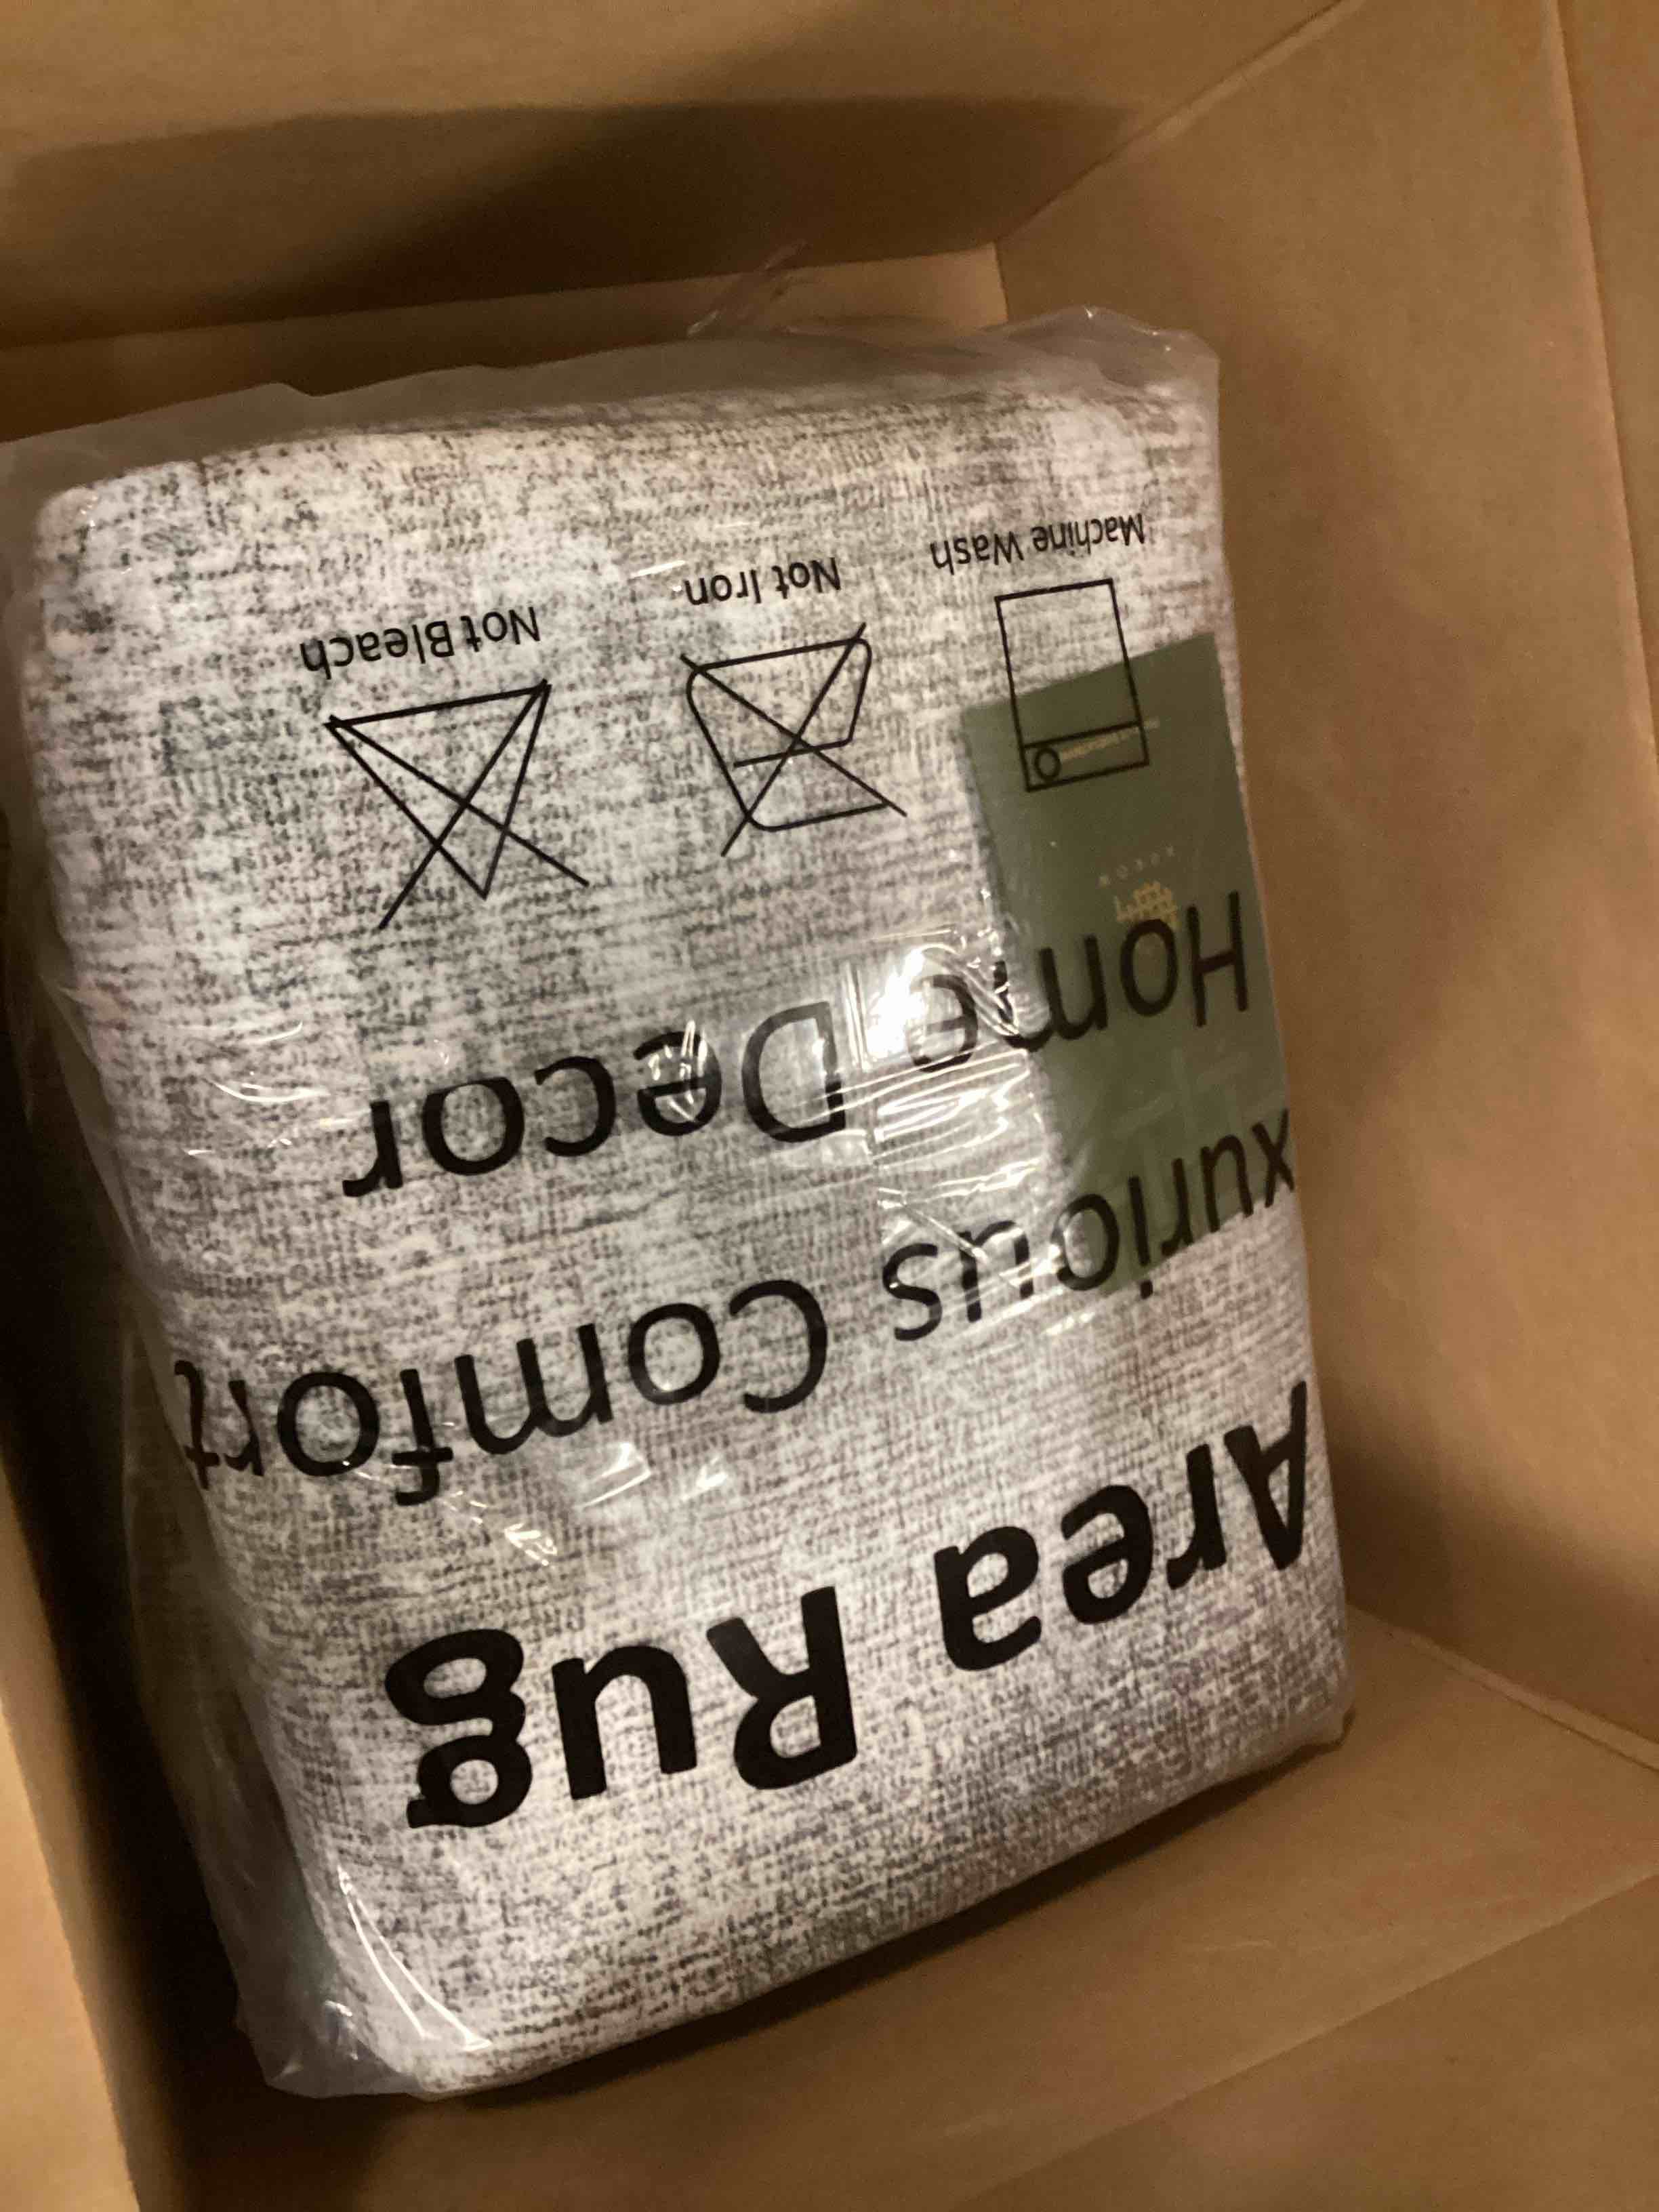 Area Rug
xurious Comfort
Home Decor
Machine Wash
Not Iron
Not Bleach